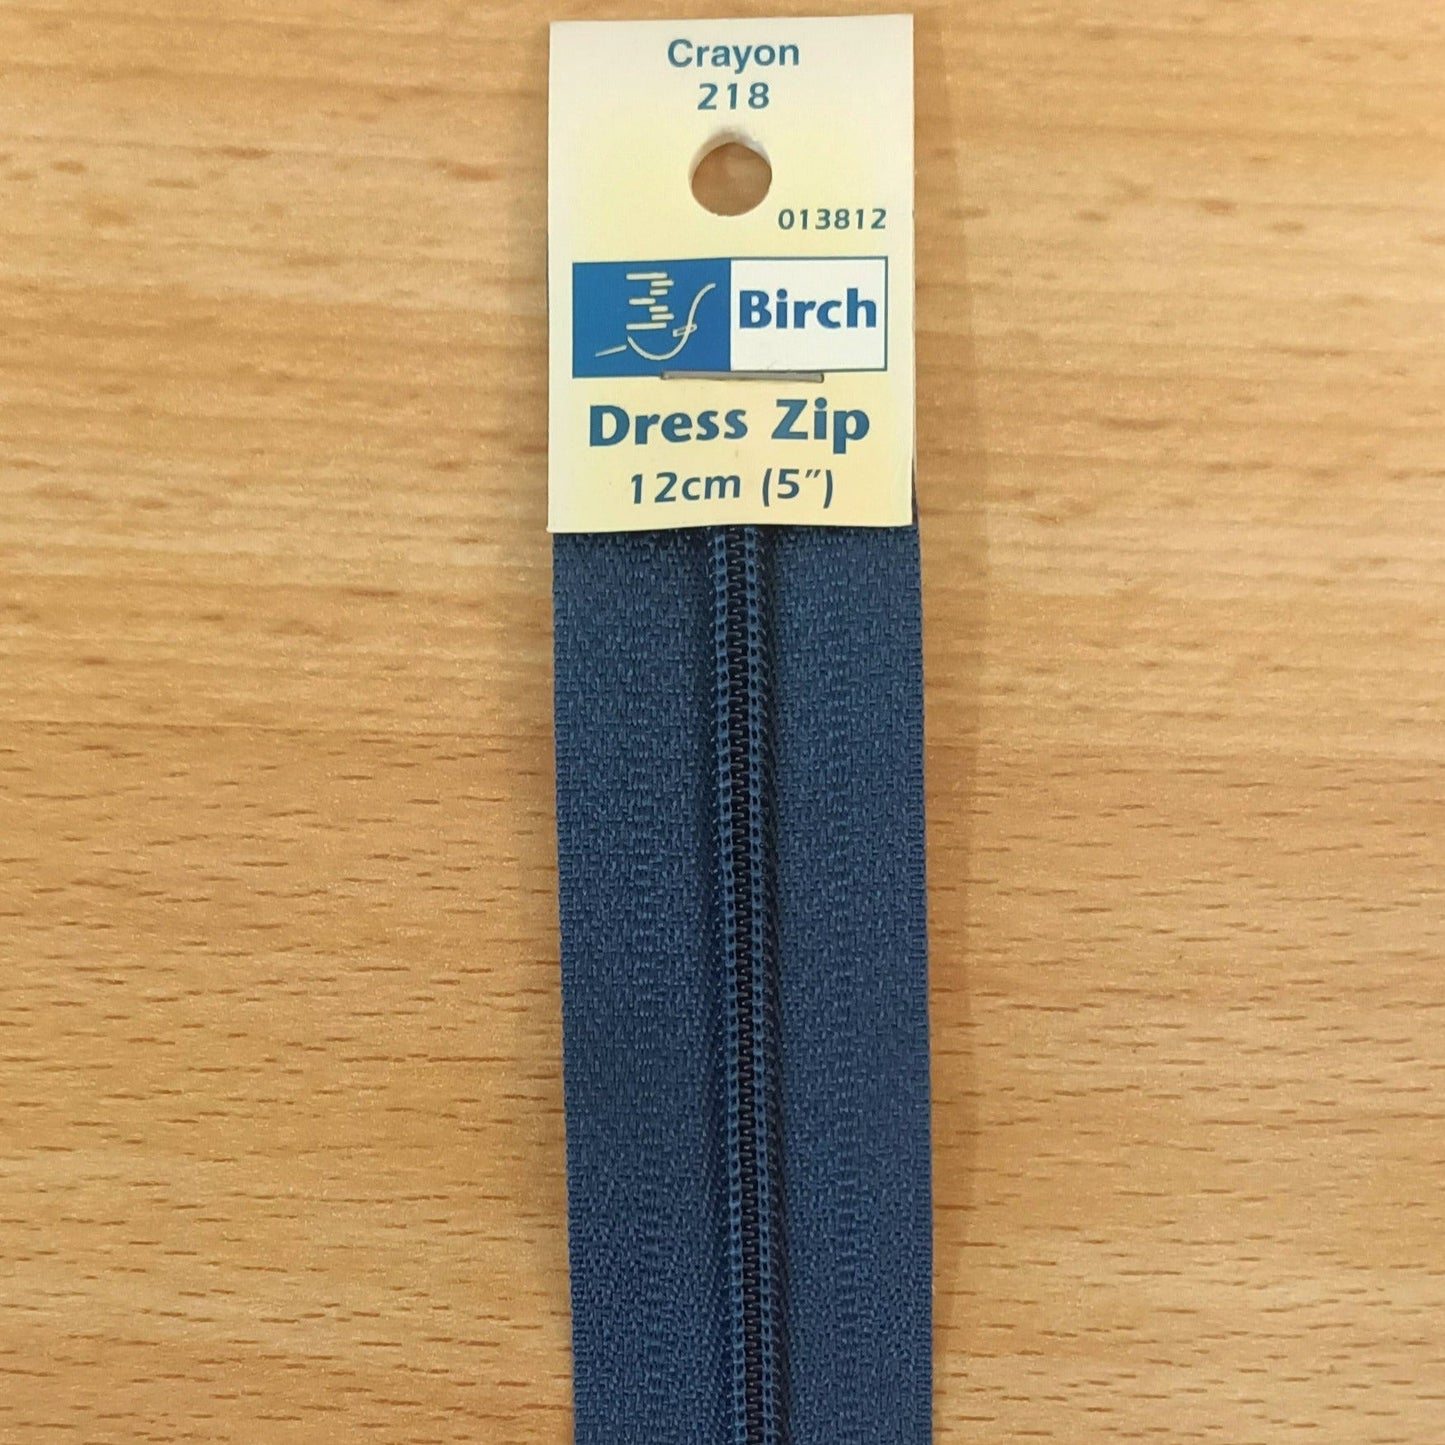 Crayon
218
013812
Birch
Dress Zip
12cm (5″)